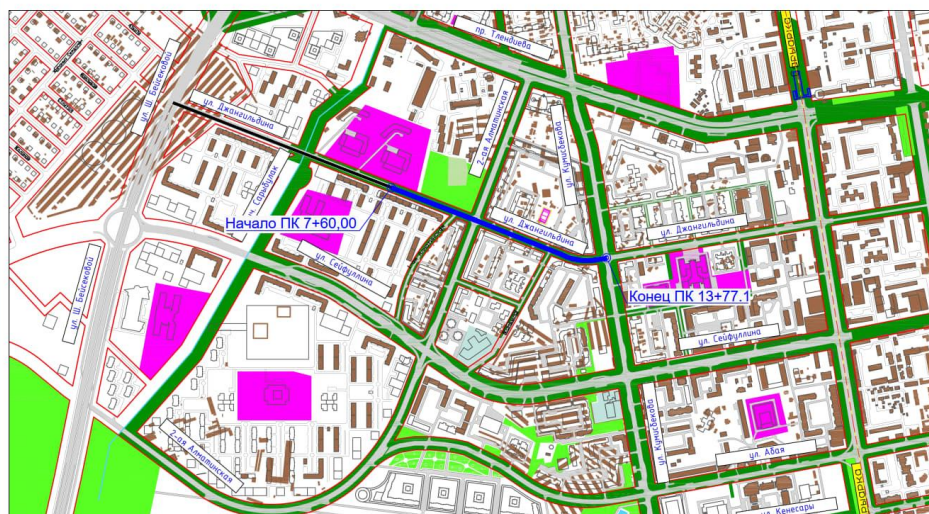 пр. Тлендиева
ул. Ш. Бейсековой
ул. Джангильдина
2-ая Алматинская
ул. Кумисбекова
Сарыбулак
Начало ПК 7+60,00
ул. Джангильдина
ул. Джангильдина
ул. Сейфуллина
ул. Ш. Бейсековой
Конец ПК 13+77.1
ул. Сейфуллина
ул. Кумисбекова
2-ая Алматинская
ул. Абая
ул. Кенесары